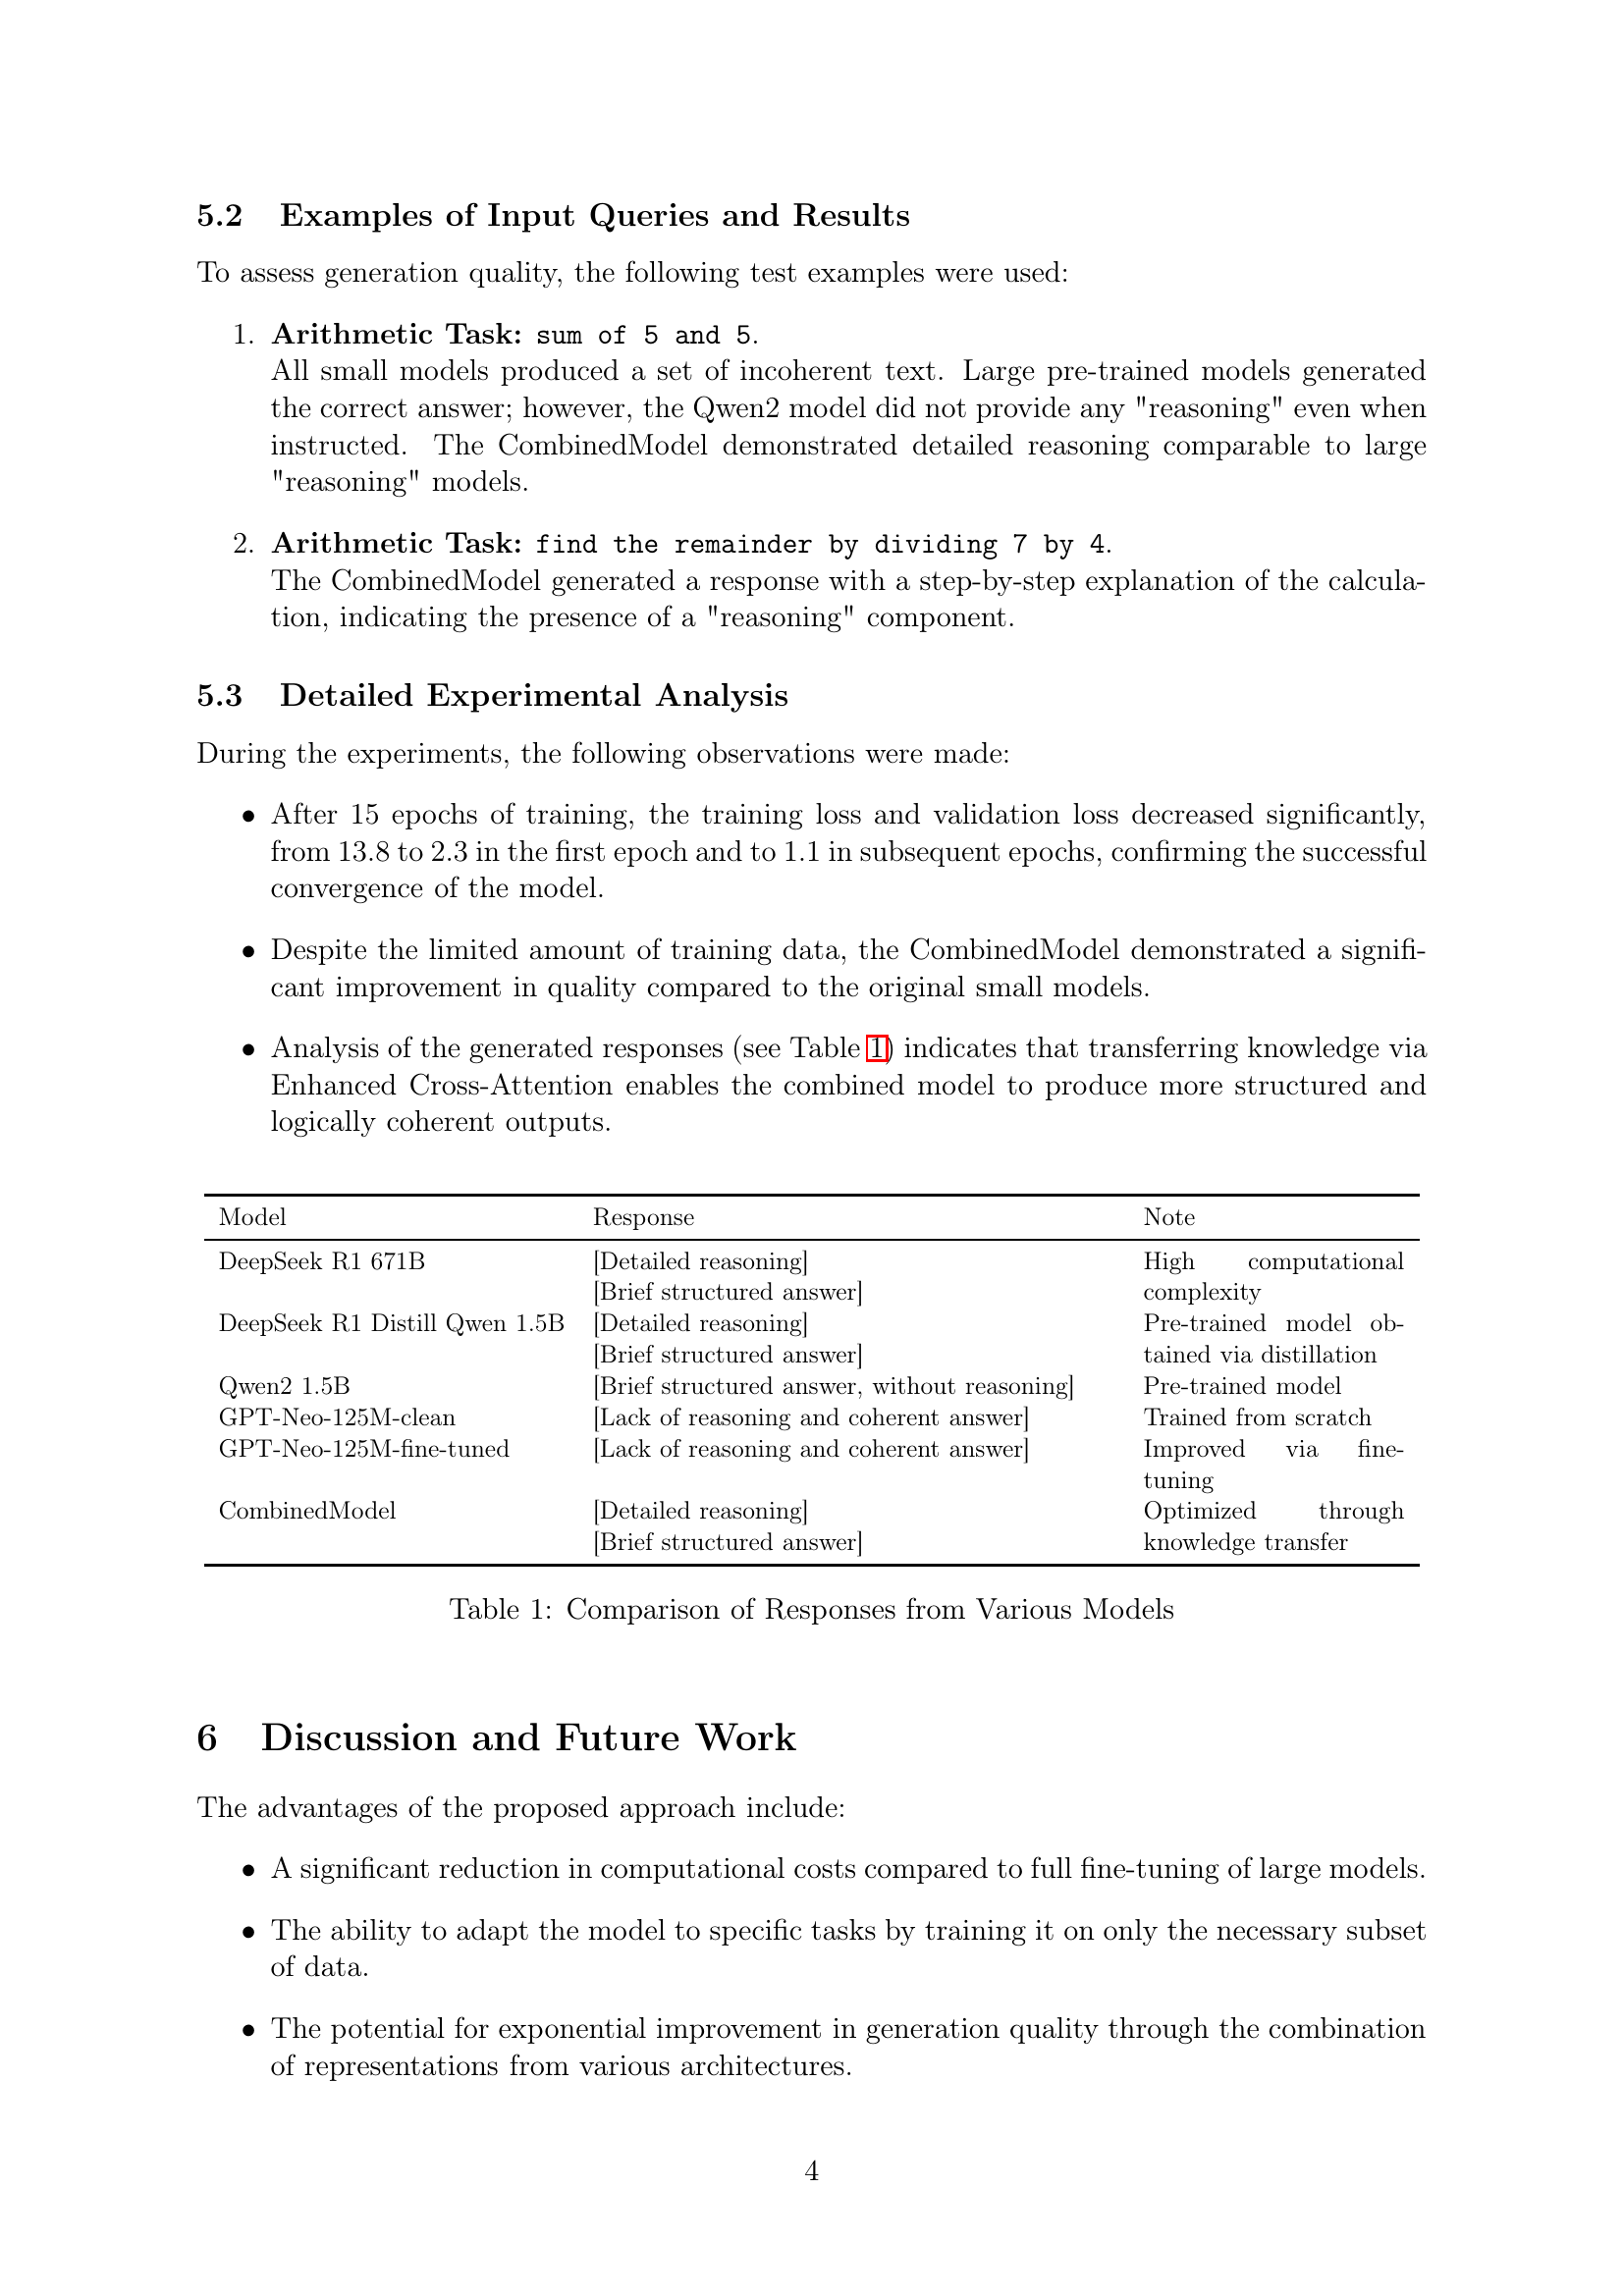 5.2 Examples of Input Queries and Results
To assess generation quality, the following test examples were used:
1. Arithmetic Task: sum of 5 and 5.
All small models produced a set of incoherent text. Large pre-trained models generated
the correct answer; however, the Qwen2 model did not provide any "reasoning" even when
instructed. The CombinedModel demonstrated detailed reasoning comparable to large
"reasoning" models.
2. Arithmetic Task: find the remainder by dividing 7 by 4.
The CombinedModel generated a response with a step-by-step explanation of the calcula-
tion, indicating the presence of a "reasoning" component.
5.3 Detailed Experimental Analysis
During the experiments, the following observations were made:
• After 15 epochs of training, the training loss and validation loss decreased significantly,
from 13.8 to 2.3 in the first epoch and to 1.1 in subsequent epochs, confirming the successful
convergence of the model.
• Despite the limited amount of training data, the CombinedModel demonstrated a signifi-
cant improvement in quality compared to the original small models.
• Analysis of the generated responses (see Table 1) indicates that transferring knowledge via
Enhanced Cross-Attention enables the combined model to produce more structured and
logically coherent outputs.
Model Response Note
DeepSeek R1 671B [Detailed reasoning] High computational
[Brief structured answer] complexity
DeepSeek R1 Distill Qwen 1.5B [Detailed reasoning] Pre-trained model ob-
[Brief structured answer] tained via distillation
Qwen2 1.5B [Brief structured answer, without reasoning] Pre-trained model
GPT-Neo-125M-clean [Lack of reasoning and coherent answer] Trained from scratch
GPT-Neo-125M-fine-tuned [Lack of reasoning and coherent answer] Improved via fine-
tuning
CombinedModel [Detailed reasoning] Optimized through
[Brief structured answer] knowledge transfer
Table 1: Comparison of Responses from Various Models
6 Discussion and Future Work
The advantages of the proposed approach include:
• A significant reduction in computational costs compared to full fine-tuning of large models.
• The ability to adapt the model to specific tasks by training it on only the necessary subset
of data.
• The potential for exponential improvement in generation quality through the combination
of representations from various architectures.
4